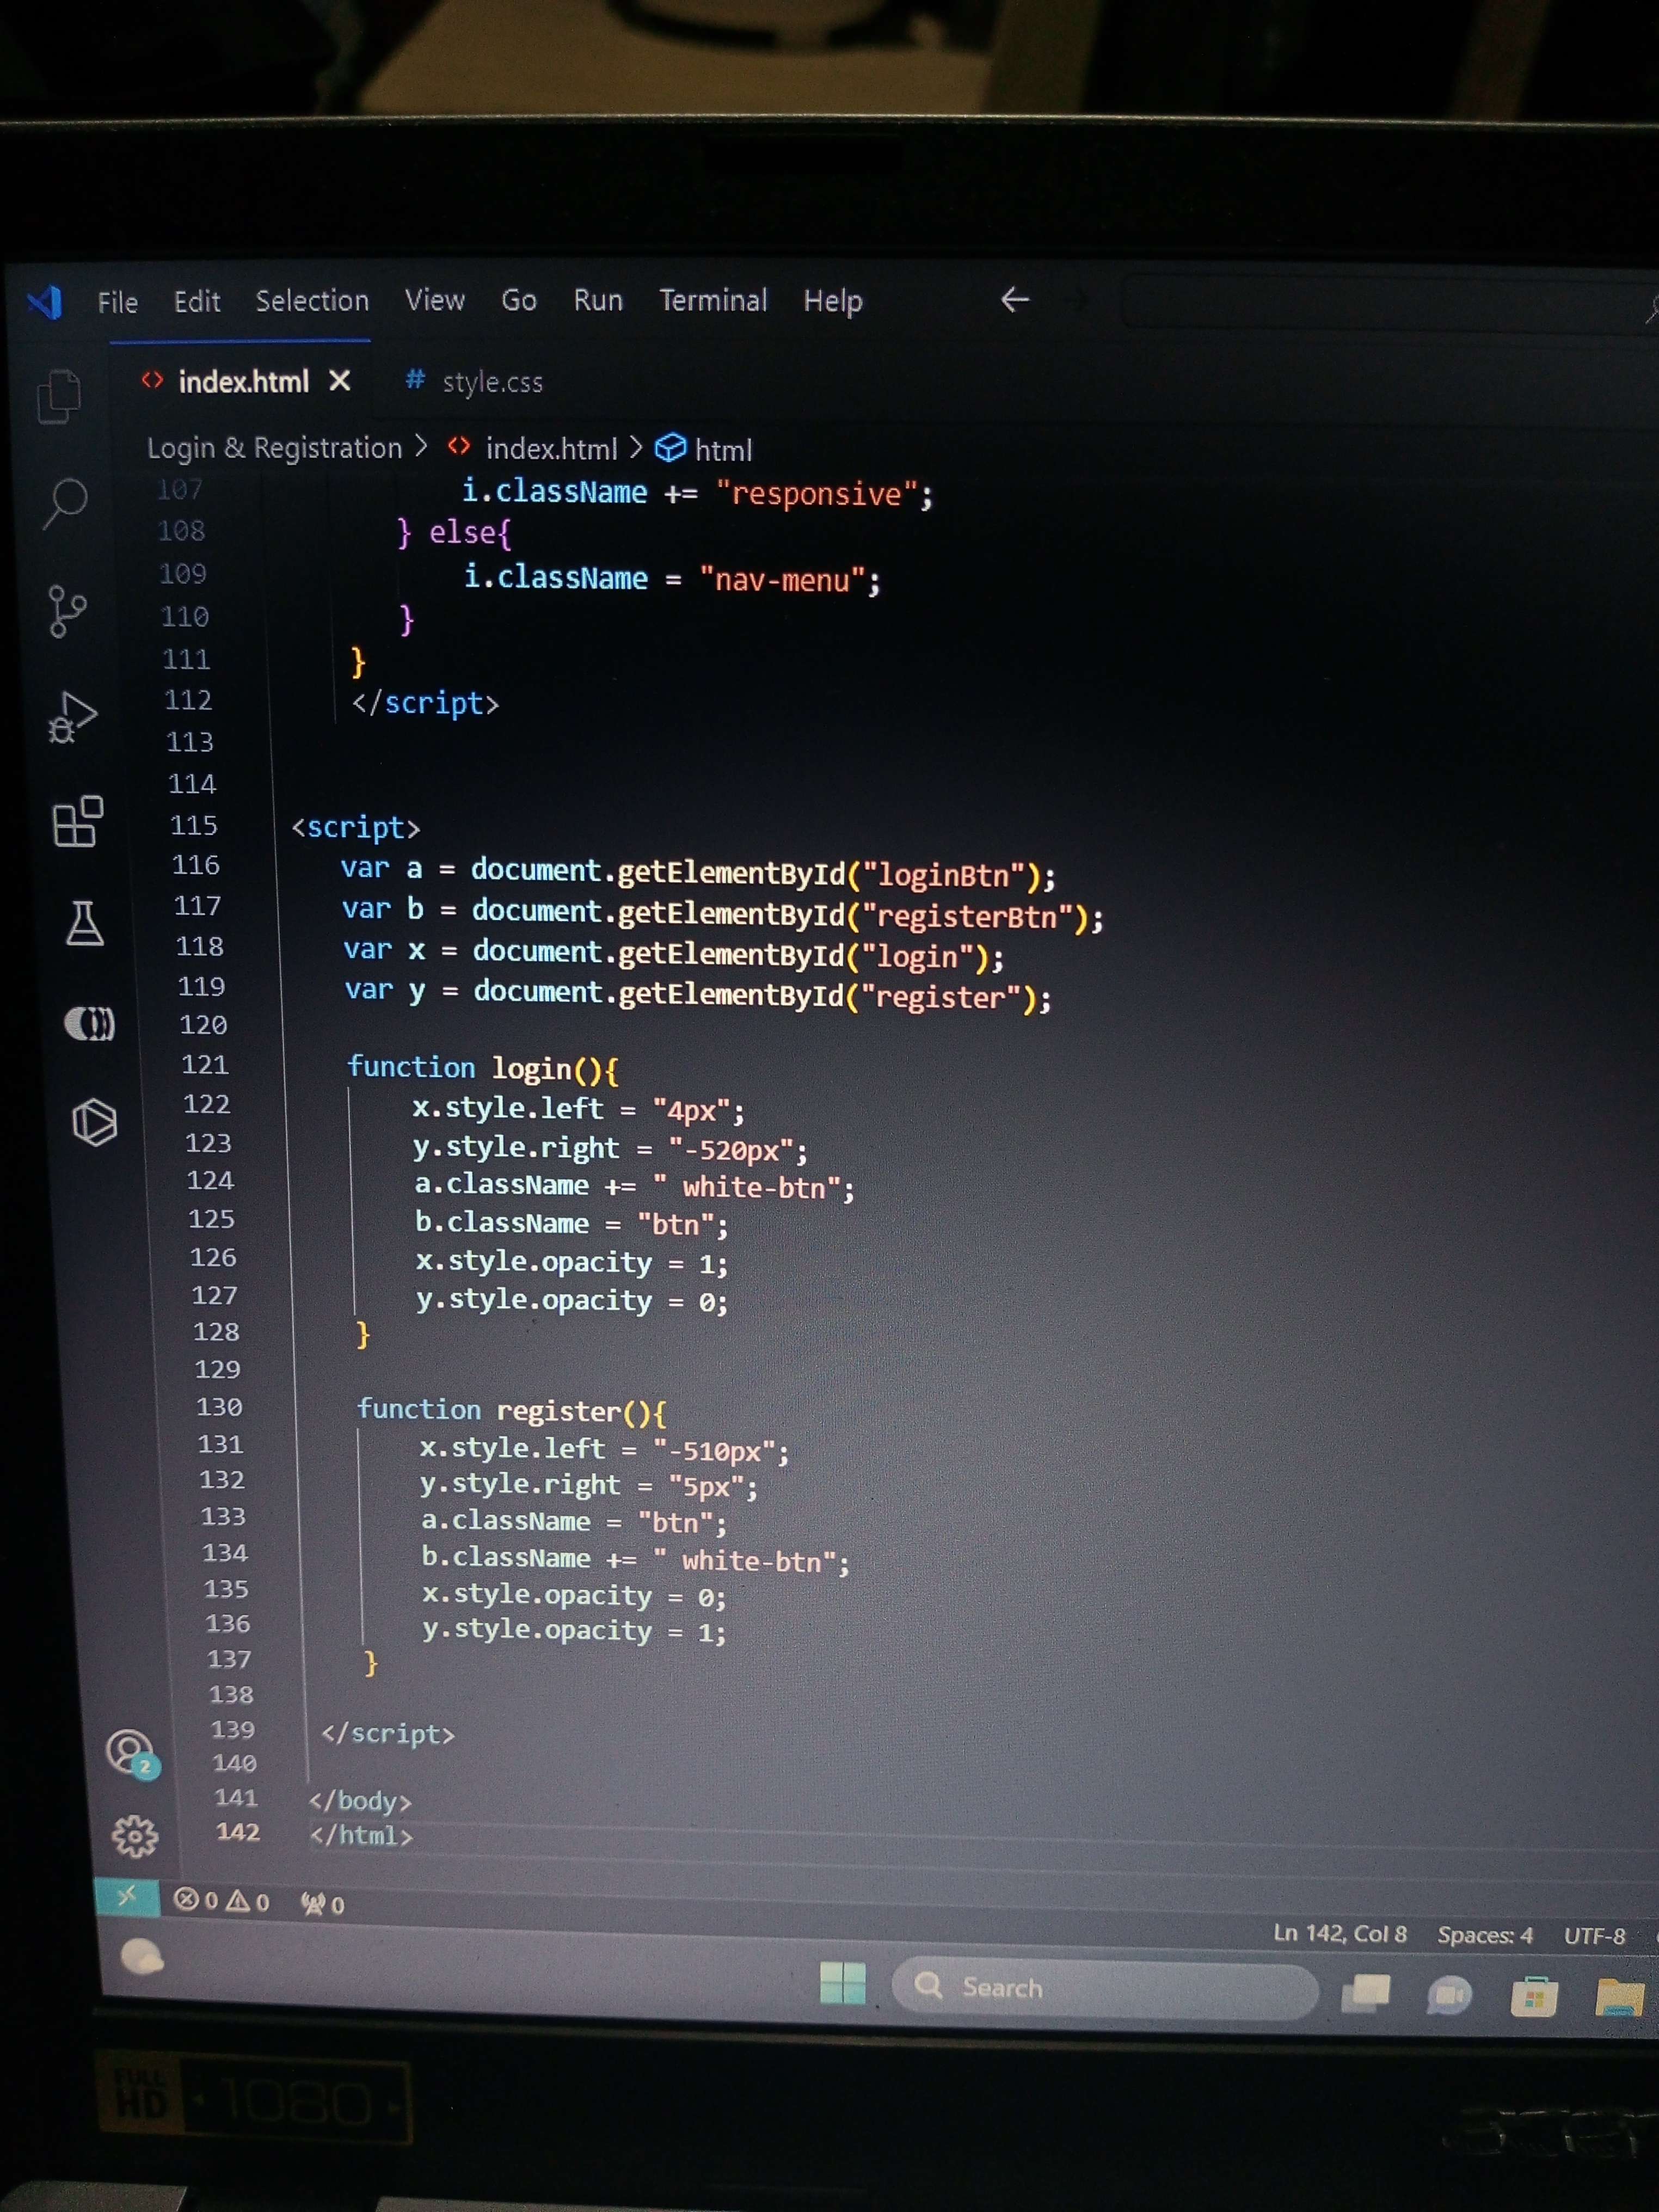 File Edit Selection View Go Run Terminal Help
<> index.html X # style.css
Login & Registration > <> index.html > html
107 i.className += "responsive";
108 } else{
109 i.className = "nav-menu";
110 }
111 }
112 </script>
113
114
115 <script>
116 var a = document.getElementById("loginBtn");
117 var b = document.getElementById("registerBtn");
118 var x = document.getElementById("login");
119 var y = document.getElementById("register");
120
121 function login(){
122 x.style.left = "4px";
123 y.style.right = "-520px";
124 a.className += " white-btn";
125 b.className = "btn";
126 x.style.opacity = 1;
127 y.style.opacity = 0;
128 }
129
130 function register(){
131 x.style.left = "-510px";
132 y.style.right = "5px";
133 a.className = "btn";
134 b.className += " white-btn";
135 x.style.opacity = 0;
136 y.style.opacity = 1;
137 }
138
139 </script>
140
141 </body>
142 </html>
2
0 0 0
Ln 142, Col 8 Spaces: 4 UTF-8
Search
FULL HD 1080